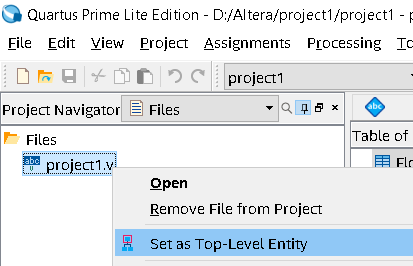 Quartus Prime Lite Edition - D:/Altera/project1/project1 - p
File Edit View Project Assignments Processing
project1
Project Navigator Files
abc
Files
Table of
abc project1.v
Flo
Open
Remove File from Project
Set as Top-Level Entity